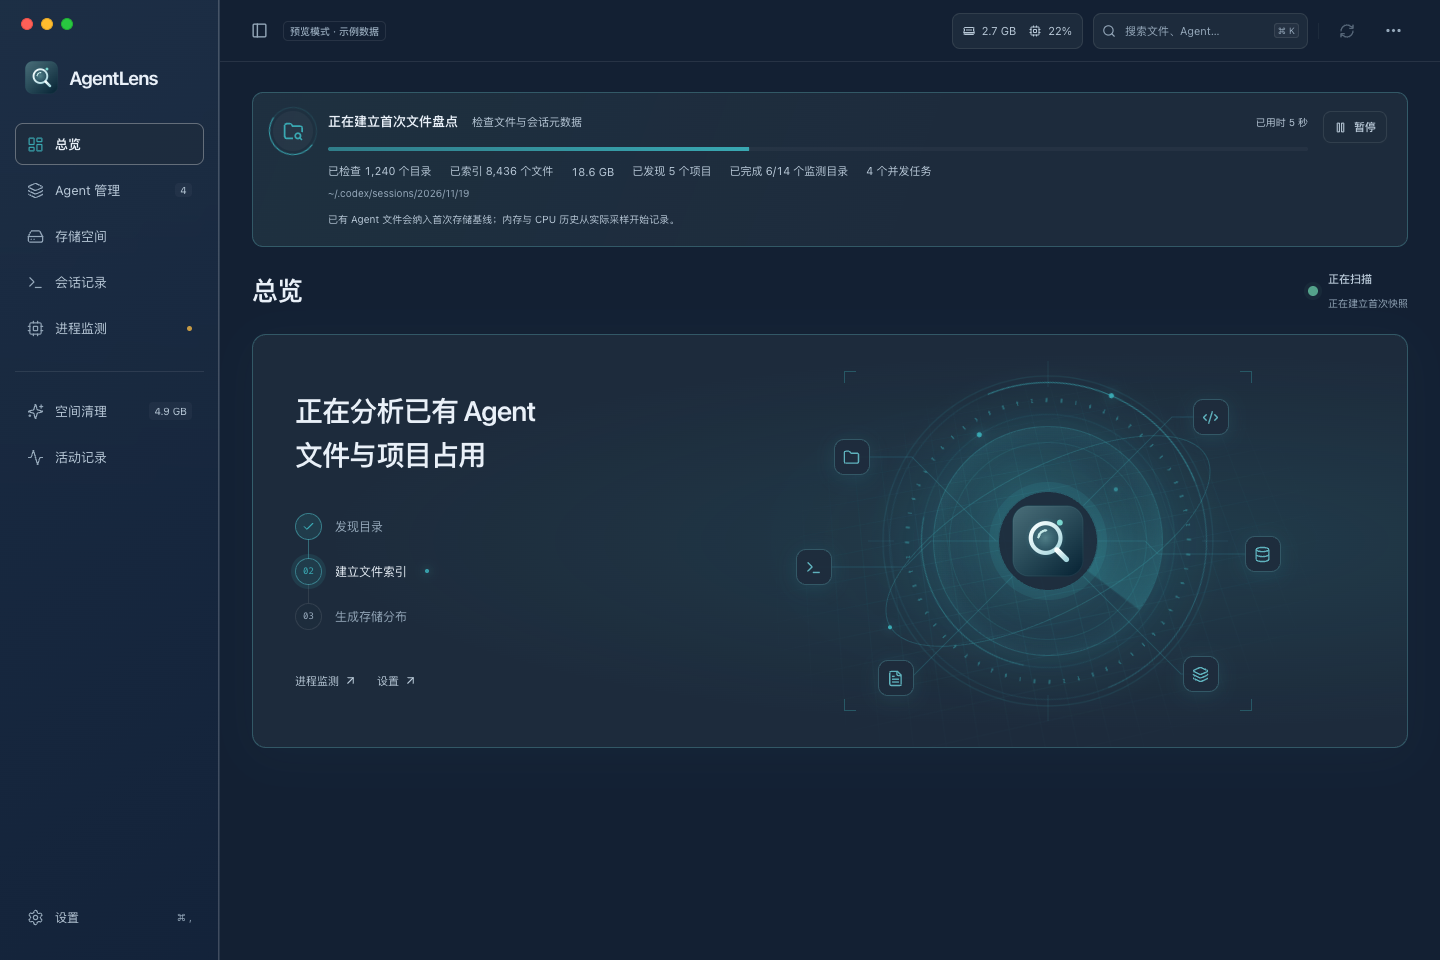 AgentLens
总览
Agent 管理 4
存储空间
会话记录
进程监测
空间清理 4.9 GB
活动记录
设置 ⌘ ,
预览模式 · 示例数据
2.7 GB 22%
搜索文件、Agent... ⌘ K
正在建立首次文件盘点 检查文件与会话元数据
已用时 5 秒
暂停
已检查 1,240 个目录 已索引 8,436 个文件 18.6 GB 已发现 5 个项目 已完成 6/14 个监测目录 4 个并发任务
~/.codex/sessions/2026/11/19
已有 Agent 文件会纳入首次存储基线；内存与 CPU 历史从实际采样开始记录。
总览
正在扫描
正在建立首次快照
正在分析已有 Agent
文件与项目占用
发现目录
02 建立文件索引
03 生成存储分布
进程监测 设置